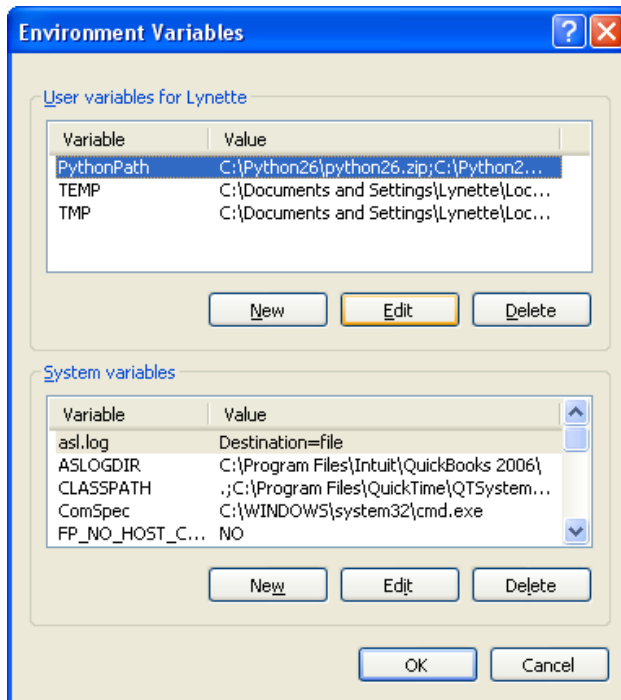 Environment Variables
User variables for Lynette
Variable Value
PythonPath C:\Python26\python26.zip;C:\Python2...
TEMP C:\Documents and Settings\Lynette\Loc...
TMP C:\Documents and Settings\Lynette\Loc...
New Edit Delete
System variables
Variable Value
asl.log Destination=file
ASLOGDIR C:\Program Files\Intuit\QuickBooks 2006\
CLASSPATH .;C:\Program Files\QuickTime\QTSystem...
ComSpec C:\WINDOWS\system32\cmd.exe
FP_NO_HOST_C... NO
New Edit Delete
OK Cancel